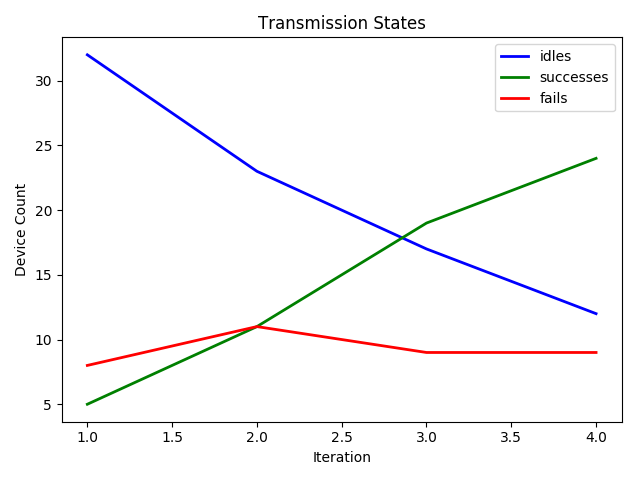 Transmission States
idles
successes
fails
Device Count
30
25
20
15
10
5
1.0 1.5 2.0 2.5 3.0 3.5 4.0
Iteration